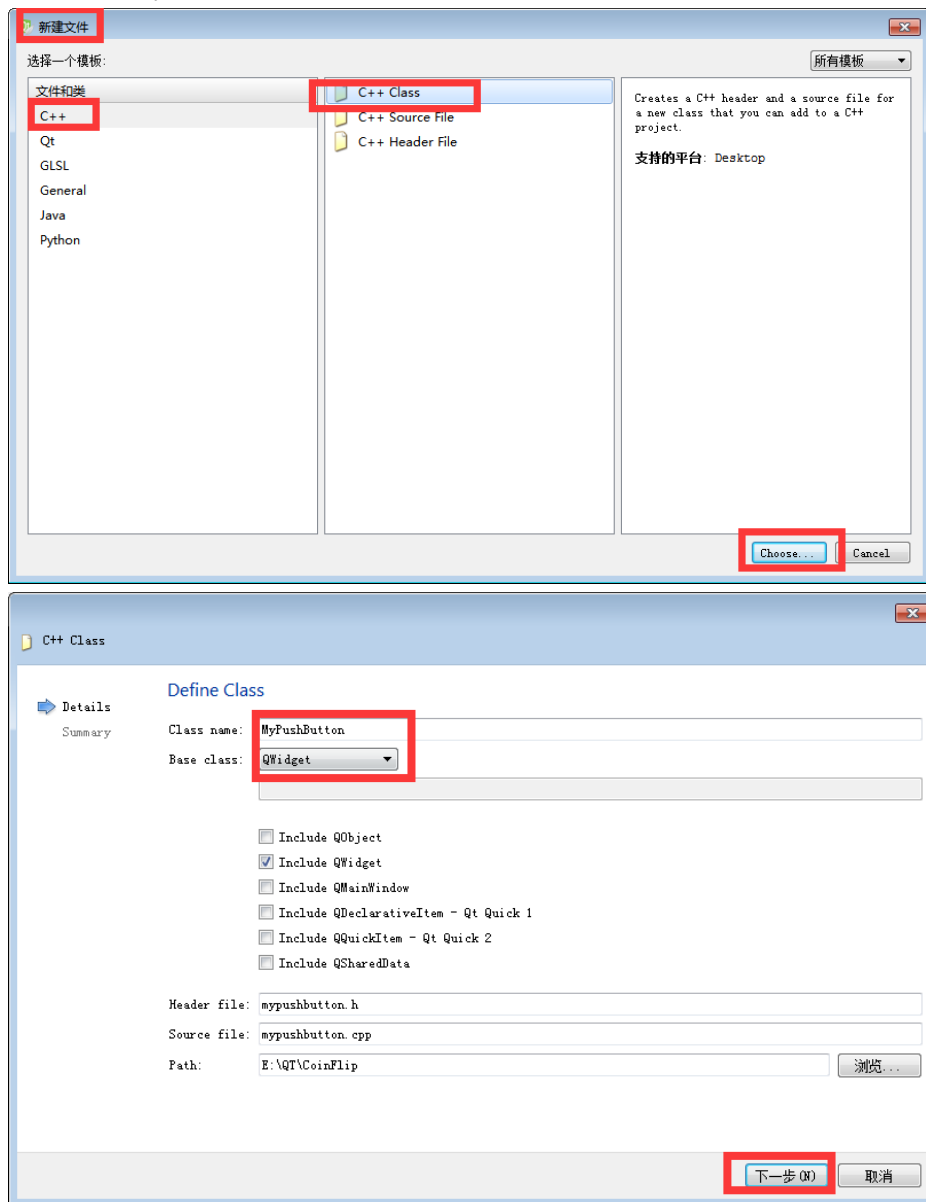 新建文件
选择一个模板:
所有模板
文件和类
C++
Qt
GLSL
General
Java
Python
C++ Class
C++ Source File
C++ Header File
Creates a C++ header and a source file for
a new class that you can add to a C++
project.
支持的平台: Desktop
Choose...
Cancel
C++ Class
Details
Summary
Define Class
Class name: MyPushButton
Base class: QWidget
Include QObject
Include QWidget
Include QMainWindow
Include QDeclarativeItem - Qt Quick 1
Include QQuickItem - Qt Quick 2
Include QSharedData
Header file: mypushbutton.h
Source file: mypushbutton.cpp
Path: E:\QT\CoinFlip
浏览...
下一步(N)
取消